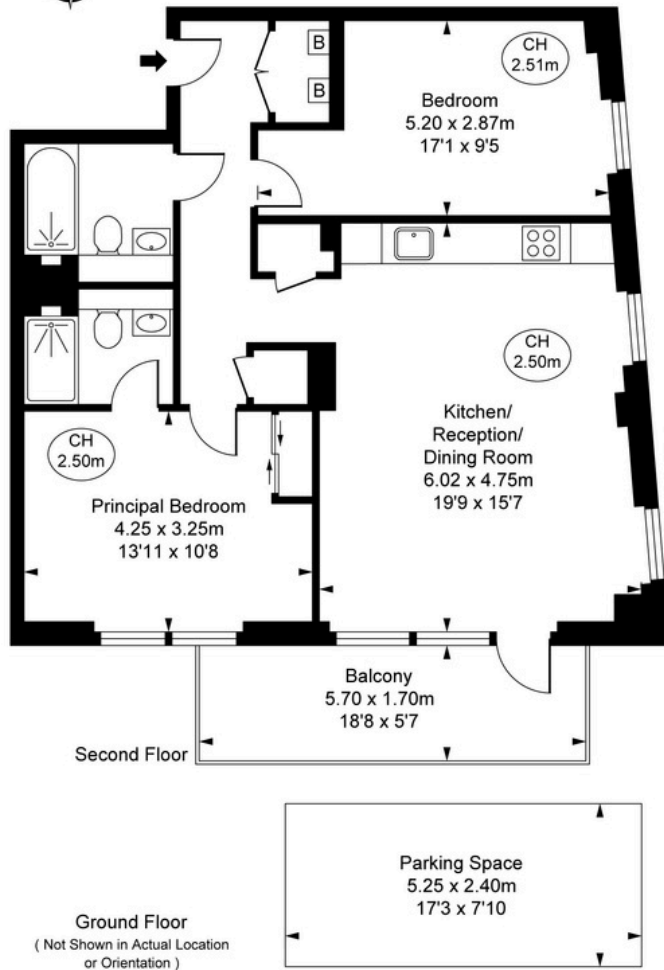 B
B
CH
2.51m
Bedroom
5.20 x 2.87m
17'1 x 9'5
CH
2.50m
Kitchen/
Reception/
Dining Room
6.02 x 4.75m
19'9 x 15'7
CH
2.50m
Principal Bedroom
4.25 x 3.25m
13'11 x 10'8
Balcony
5.70 x 1.70m
18'8 x 5'7
Second Floor
Parking Space
5.25 x 2.40m
17'3 x 7'10
Ground Floor
( Not Shown in Actual Location
or Orientation )